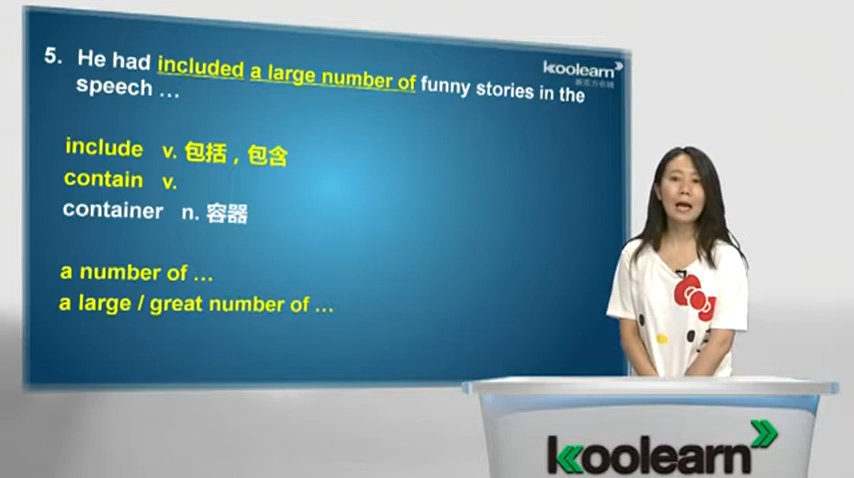 5. He had included a large number of funny stories in the
speech …
koolearn
新东方在线
include v. 包括，包含
contain v.
container n. 容器
a number of …
a large / great number of …
koolearn